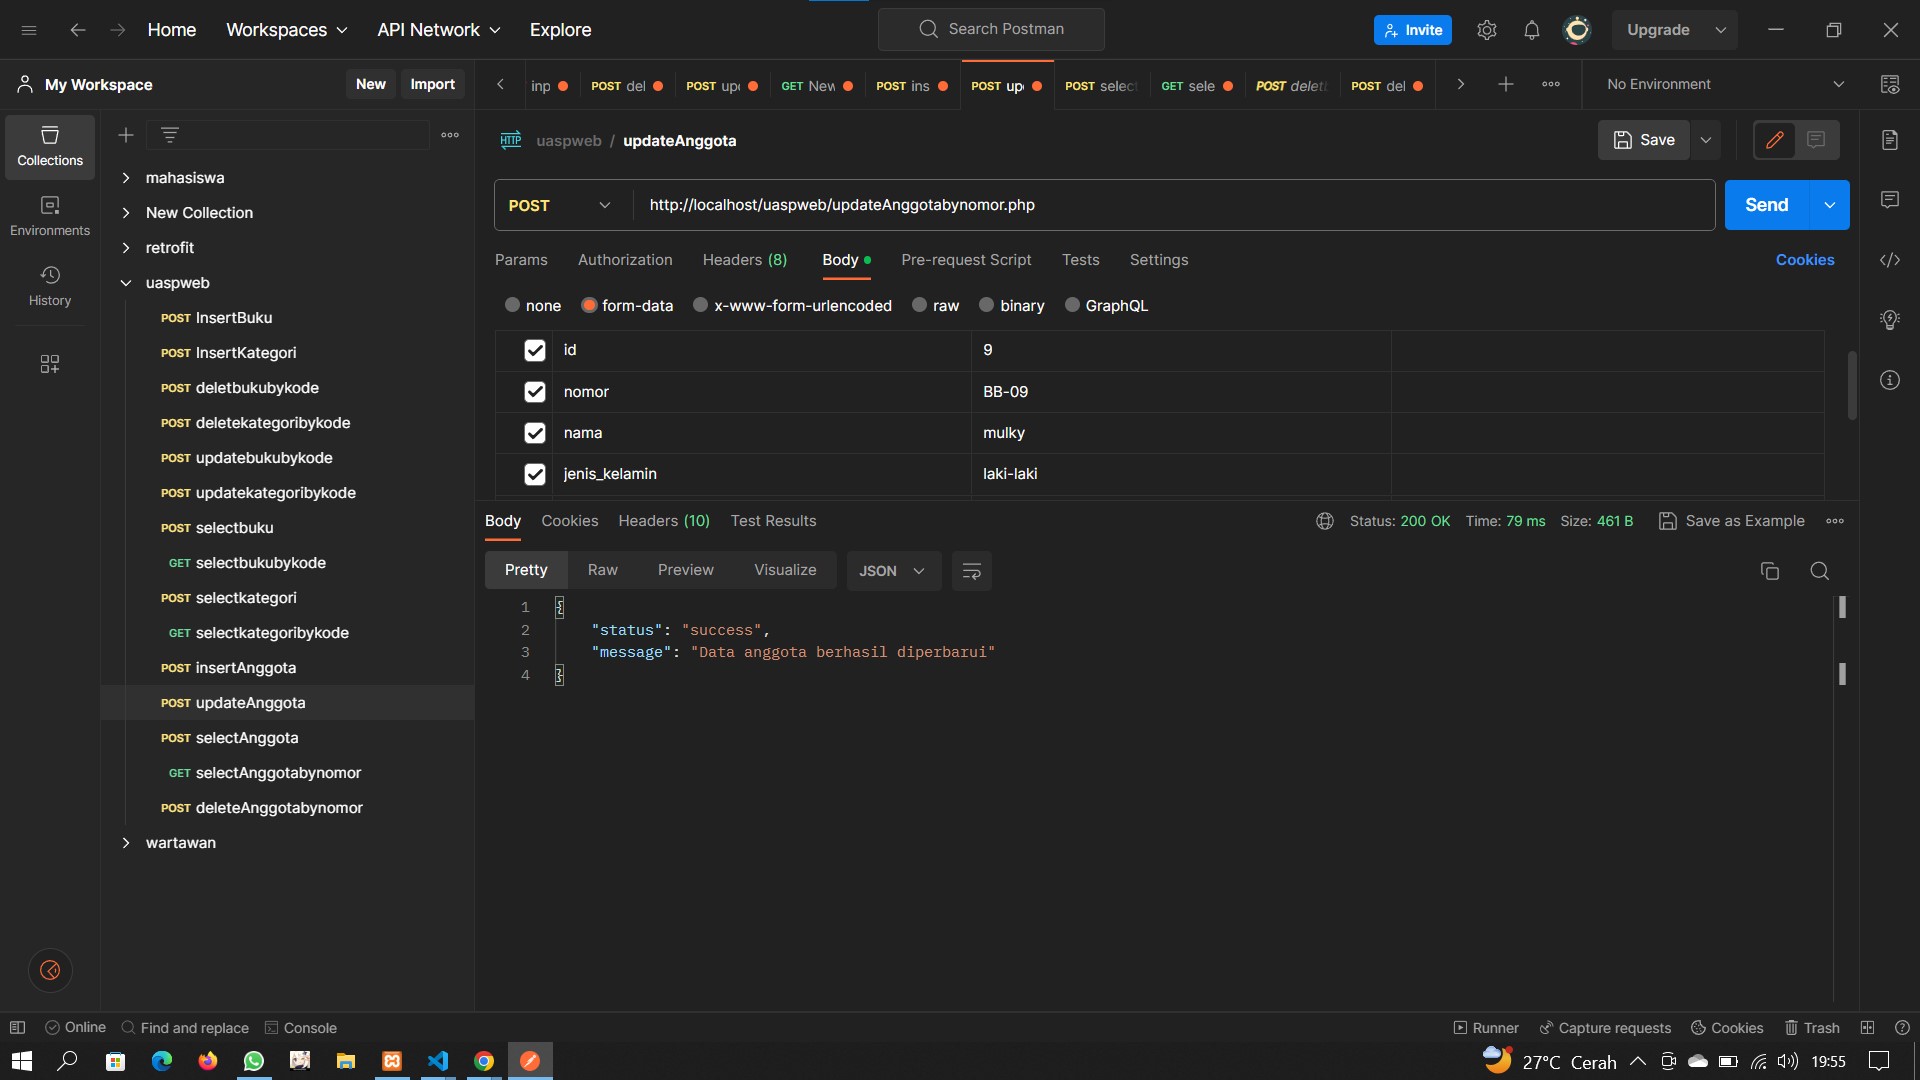 Home Workspaces API Network Explore Search Postman Invite Upgrade
My Workspace New Import
inp POST del POST up GET New POST ins POST up POST selec GET sele POST delet POST del No Environment
Collections
Environments
History
mahasiswa
New Collection
retrofit
uaspweb
POST InsertBuku
POST InsertKategori
POST deletbukubykode
POST deletekategoribykode
POST updatebukubykode
POST updatekategoribykode
POST selectbuku
GET selectbukubykode
POST selectkategori
GET selectkategoribykode
POST insertAnggota
POST updateAnggota
POST selectAnggota
GET selectAnggotabynomor
POST deleteAnggotabynomor
wartawan
HTTP uaspweb / updateAnggota Save
POST http://localhost/uaspweb/updateAnggotabynomor.php Send
Params Authorization Headers (8) Body Pre-request Script Tests Settings Cookies
none form-data x-www-form-urlencoded raw binary GraphQL
id 9
nomor BB-09
nama mulky
jenis_kelamin laki-laki
Body Cookies Headers (10) Test Results Status: 200 OK Time: 79 ms Size: 461 B Save as Example
Pretty Raw Preview Visualize JSON
1 {
2 "status": "success",
3 "message": "Data anggota berhasil diperbarui"
4 }
Online Find and replace Console Runner Capture requests Cookies Trash
27°C Cerah 19:55